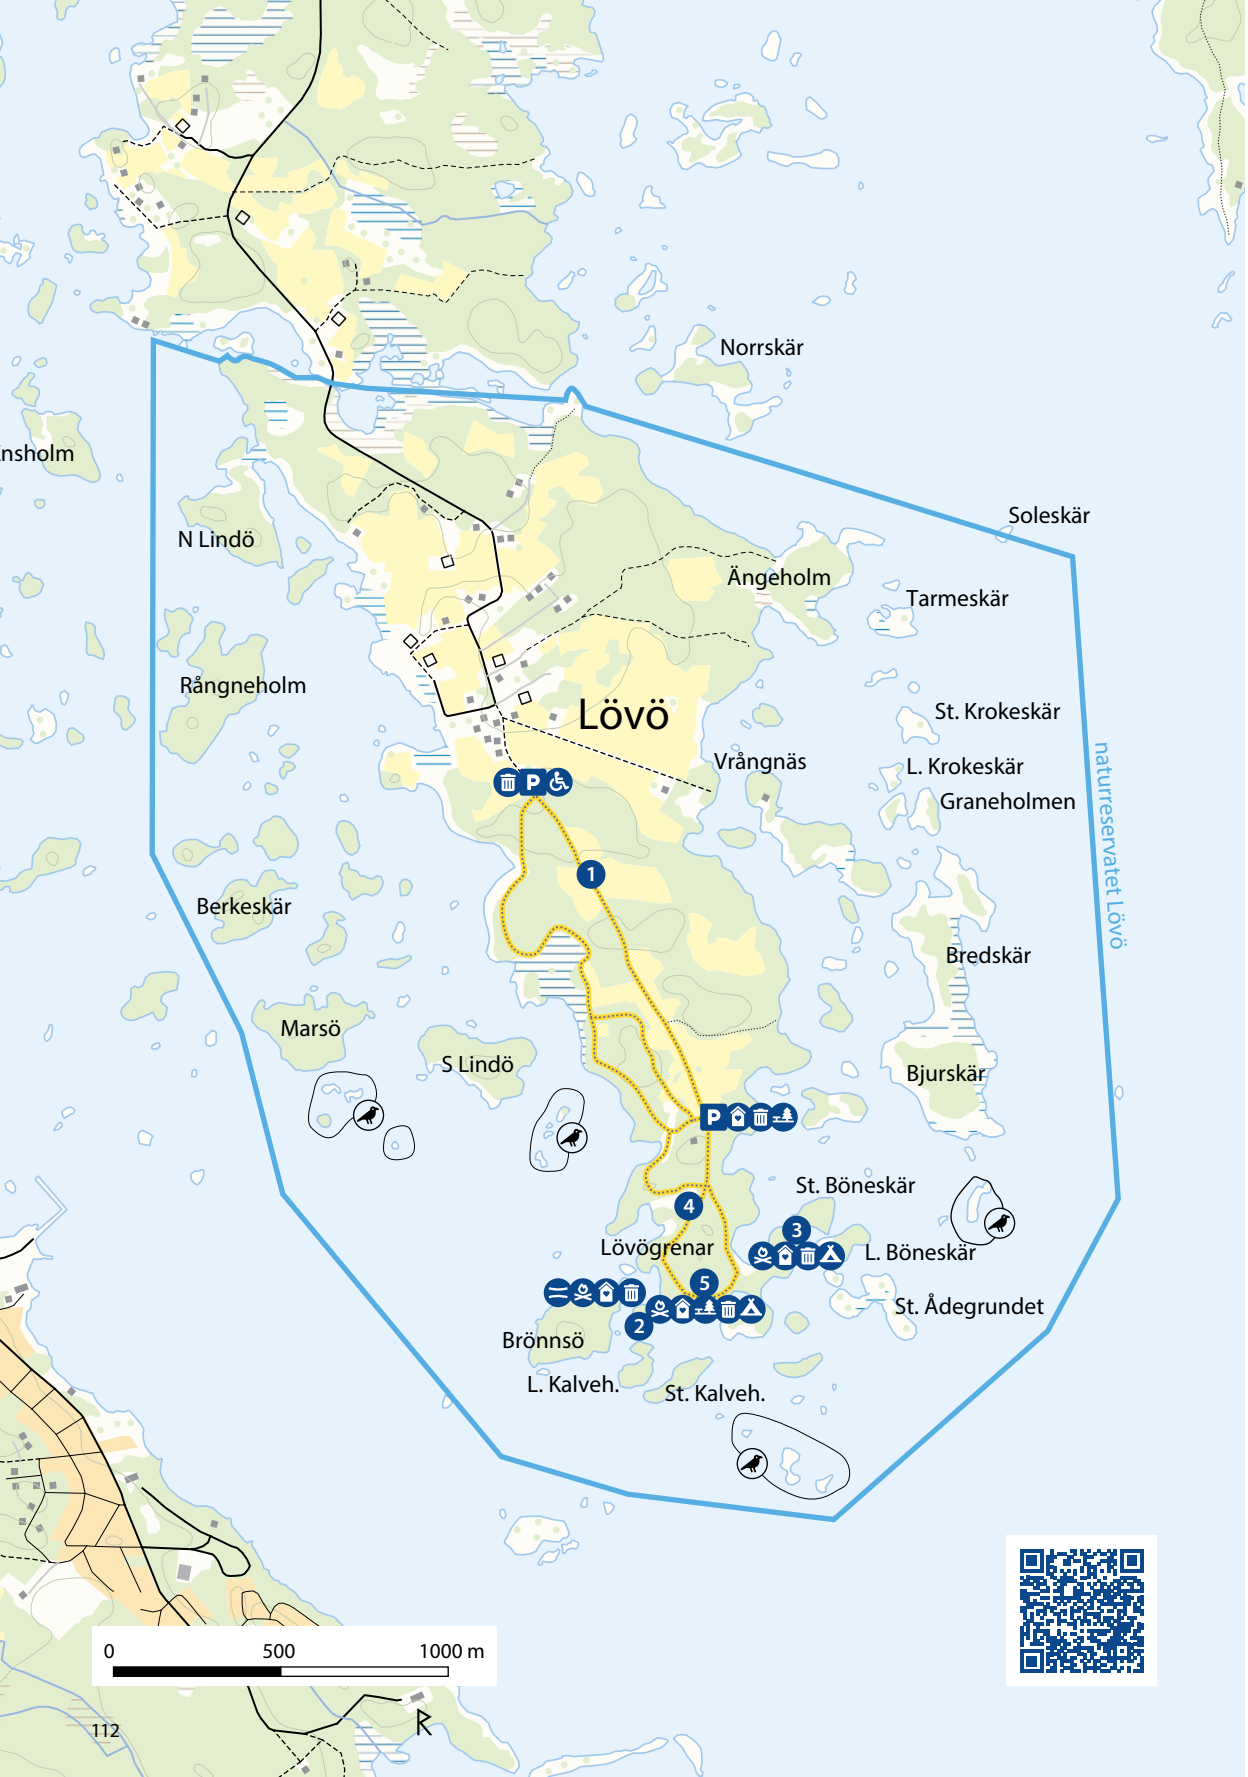 Norrskär
nsholm
Soleskär
N Lindö
Ängeholm
Tarmeskär
Rångneholm
Lövö
St. Krokeskär
Vrångnäs
L. Krokeskär
Graneholmen
naturreservatet Lövö
P
1
Berkeskär
Bredskär
Marsö
S Lindö
Bjurskär
P
St. Böneskär
4
3
Lövögrenar
L. Böneskär
5
St. Ådegrundet
2
Brönnsö
L. Kalveh.
St. Kalveh.
0 500 1000 m
112